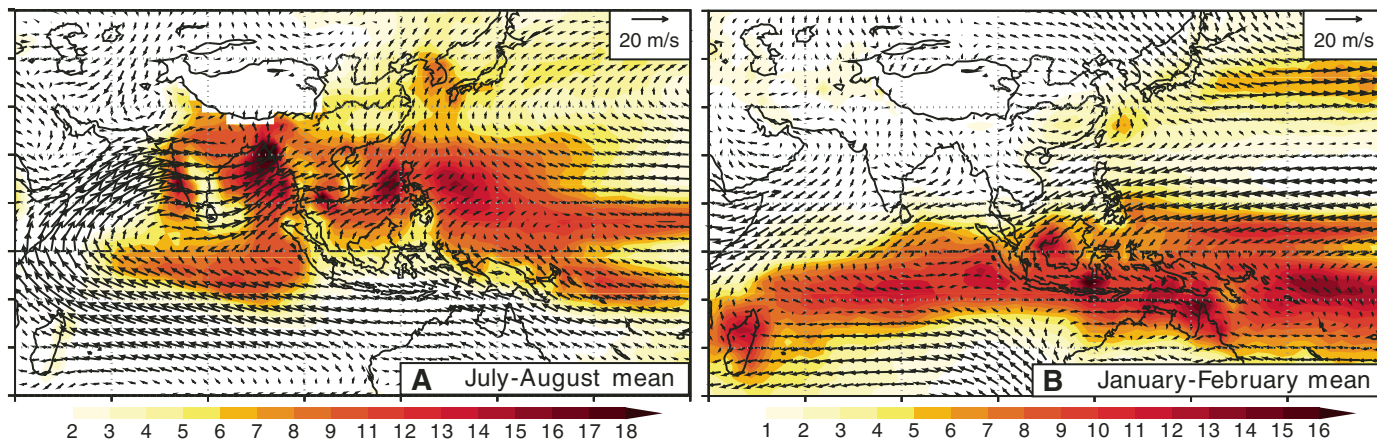 20 m/s
20 m/s
A July-August mean
B January-February mean
2 3 4 5 6 7 8 9 11 12 13 14 15 16 17 18
1 2 3 4 5 6 7 8 9 10 11 12 13 14 15 16